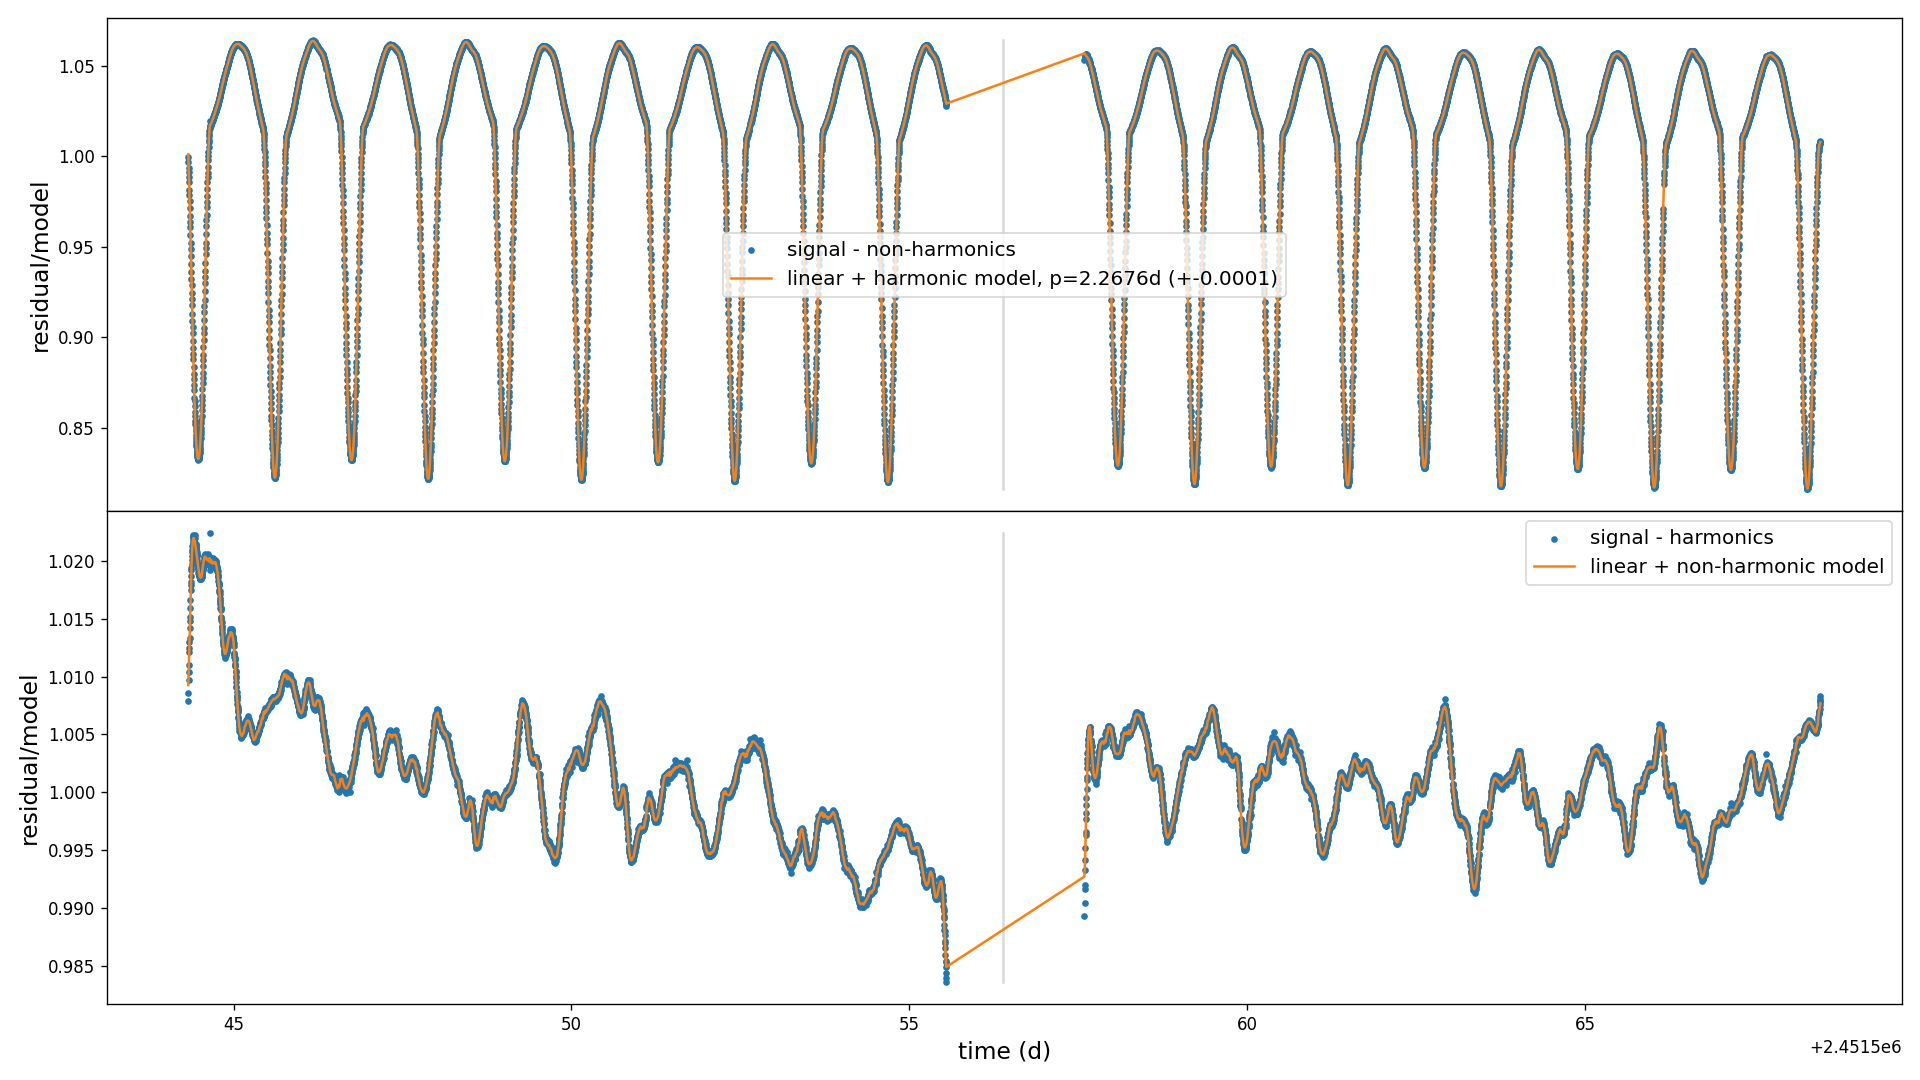 residual/model
1.05
1.00
0.95
0.90
0.85
signal - non-harmonics
linear + harmonic model, p=2.2676d (+-0.0001)
residual/model
1.020
1.015
1.010
1.005
1.000
0.995
0.990
0.985
signal - harmonics
linear + non-harmonic model
45 50 55 60 65
time (d)
+2.4515e6